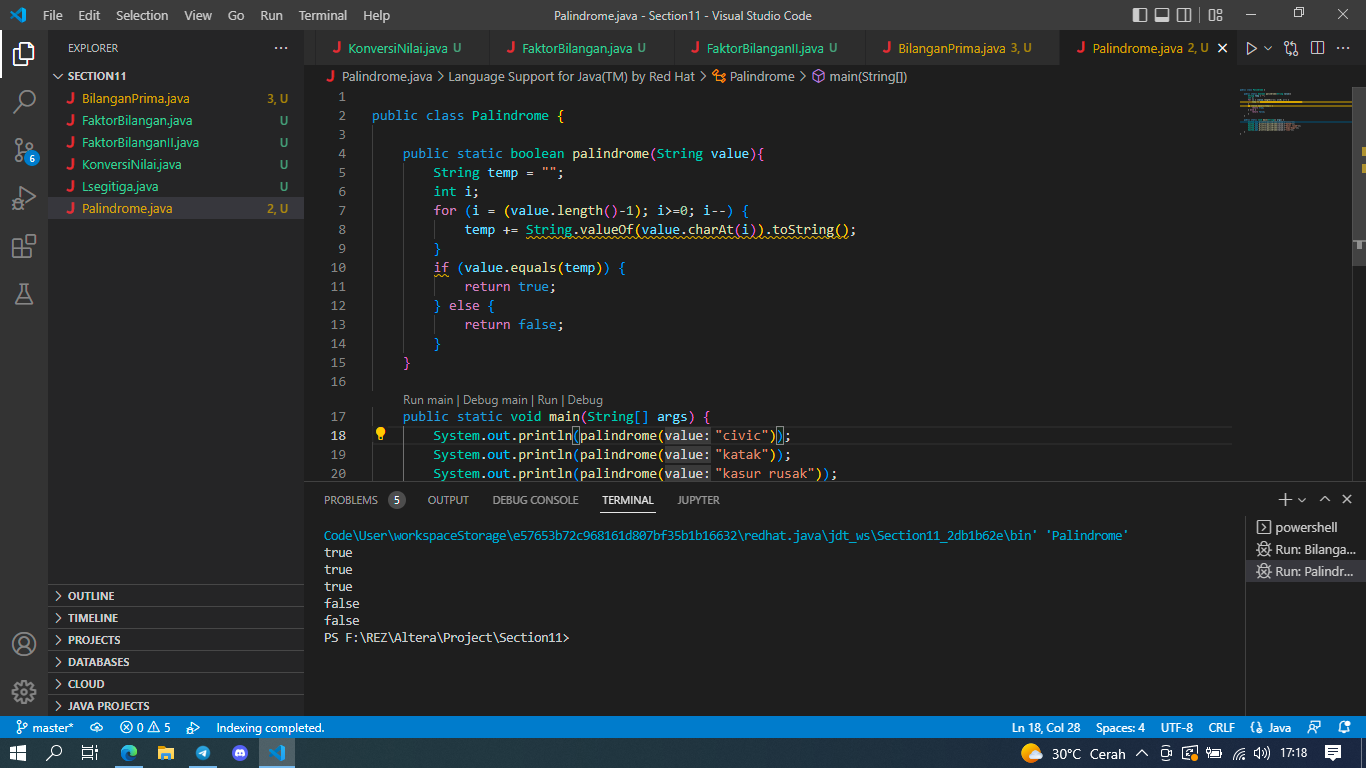 File Edit Selection View Go Run Terminal Help Palindrome.java - Section11 - Visual Studio Code
EXPLORER
SECTION11
BilanganPrima.java 3, U
FaktorBilangan.java U
FaktorBilanganII.java U
KonversiNilai.java U
Lsegitiga.java U
Palindrome.java 2, U
6
OUTLINE
TIMELINE
PROJECTS
DATABASES
CLOUD
JAVA PROJECTS
KonversiNilai.java U FaktorBilangan.java U FaktorBilanganII.java U BilanganPrima.java 3, U Palindrome.java 2, U
Palindrome.java > Language Support for Java(TM) by Red Hat > Palindrome > main(String[])
1
2 public class Palindrome {
3
4 public static boolean palindrome(String value){
5 String temp = "";
6 int i;
7 for (i = (value.length()-1); i>=0; i--) {
8 temp += String.valueOf(value.charAt(i)).toString();
9 }
10 if (value.equals(temp)) {
11 return true;
12 } else {
13 return false;
14 }
15 }
16
Run main | Debug main | Run | Debug
17 public static void main(String[] args) {
18 System.out.println(palindrome(value: "civic"));
19 System.out.println(palindrome(value: "katak"));
20 System.out.println(palindrome(value: "kasur rusak"));
PROBLEMS 5 OUTPUT DEBUG CONSOLE TERMINAL JUPYTER
Code\User\workspaceStorage\e57653b72c968161d807bf35b1b16632\redhat.java\jdt_ws\Section11_2db1b62e\bin' 'Palindrome'
true
true
true
false
false
PS F:\REZ\Altera\Project\Section11>
powershell
Run: Bilanga...
Run: Palindr...
master* 0 5 Indexing completed. Ln 18, Col 28 Spaces: 4 UTF-8 CRLF {} Java
30°C Cerah 17:18